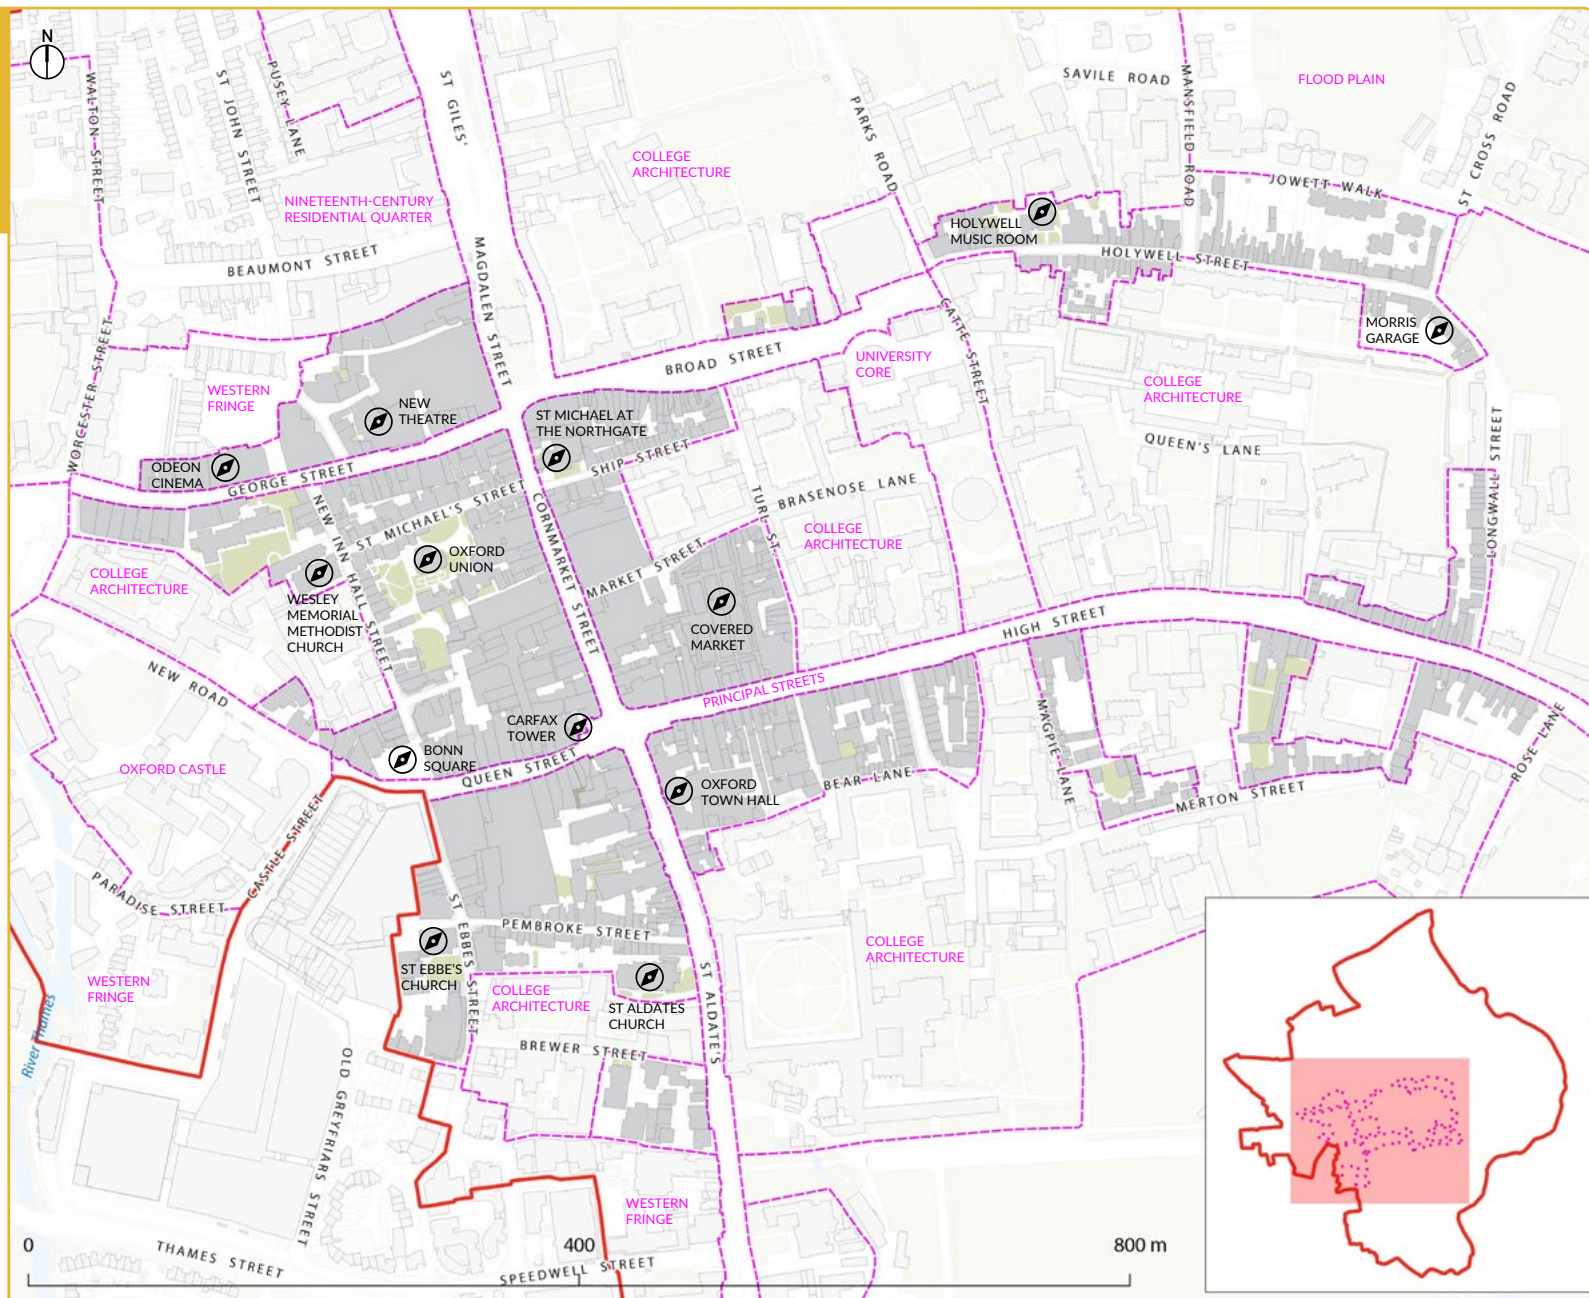 N
WALTON STREET
ST JOHN STREET
PUSEY LANE
ST GILES'
PARKS ROAD
SAVILE ROAD
MANSFIELD ROAD
FLOOD PLAIN
ST CROSS ROAD
COLLEGE
ARCHITECTURE
NINETEENTH-CENTURY
RESIDENTIAL QUARTER
JOWETT WALK
HOLYWELL
MUSIC ROOM
HOLYWELL STREET
BEAUMONT STREET
MAGDALEN STREET
WORCESTER STREET
CATTE STREET
MORRIS
GARAGE
BROAD STREET
UNIVERSITY
CORE
WESTERN
FRINGE
NEW
THEATRE
ST MICHAEL AT
THE NORTHGATE
COLLEGE
ARCHITECTURE
QUEEN'S LANE
LONGWALL STREET
ODEON
CINEMA
GEORGE STREET
SHIP STREET
NEW INN HALL STREET
ST MICHAEL'S STREET
CORNMARKET STREET
TURL ST.
BRASENOSE LANE
COLLEGE
ARCHITECTURE
OXFORD
UNION
MARKET STREET
COLLEGE
ARCHITECTURE
WESLEY
MEMORIAL
METHODIST
CHURCH
COVERED
MARKET
HIGH STREET
NEW ROAD
PRINCIPAL STREETS
MAGPIE LANE
ROSE LANE
CARFAX
TOWER
BONN
SQUARE
QUEEN STREET
OXFORD CASTLE
OXFORD
TOWN HALL
BEAR LANE
MERTON STREET
CASTLE STREET
PARADISE STREET
ST EBBES STREET
PEMBROKE STREET
COLLEGE
ARCHITECTURE
ST EBBE'S
CHURCH
WESTERN
FRINGE
COLLEGE
ARCHITECTURE
ST ALDATES
CHURCH
ST ALDATE'S
River Thames
BREWER STREET
OLD GREYFRIARS STREET
WESTERN
FRINGE
THAMES STREET
SPEEDWELL STREET
0
400
800 m